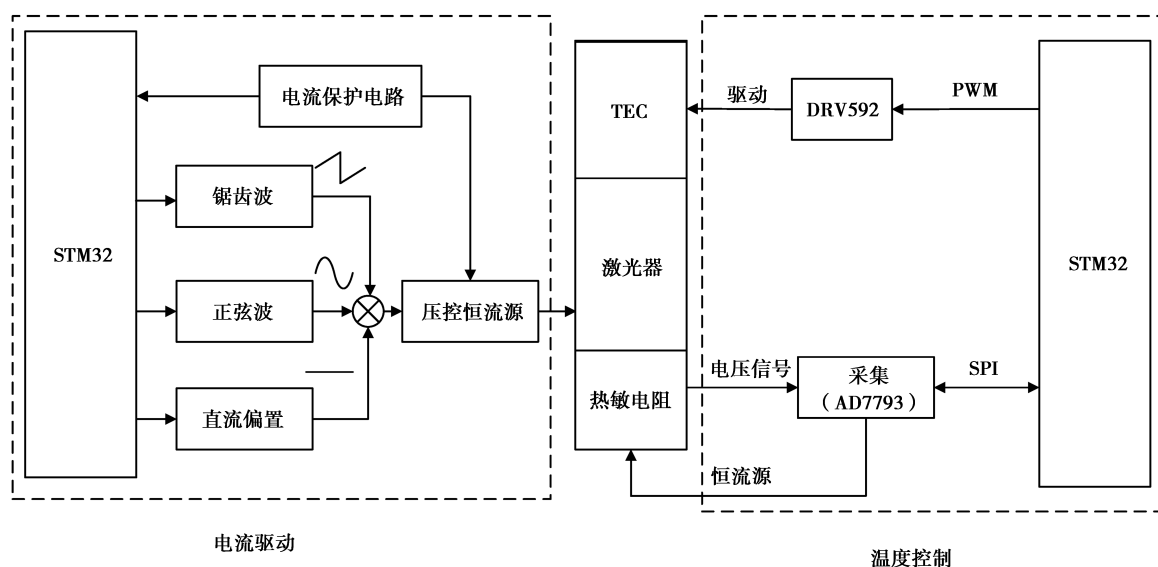 电流保护电路
锯齿波
STM32
正弦波
压控恒流源
直流偏置
电流驱动
TEC
激光器
热敏电阻
驱动
DRV592
PWM
STM32
电压信号
采集
（AD7793）
SPI
恒流源
温度控制